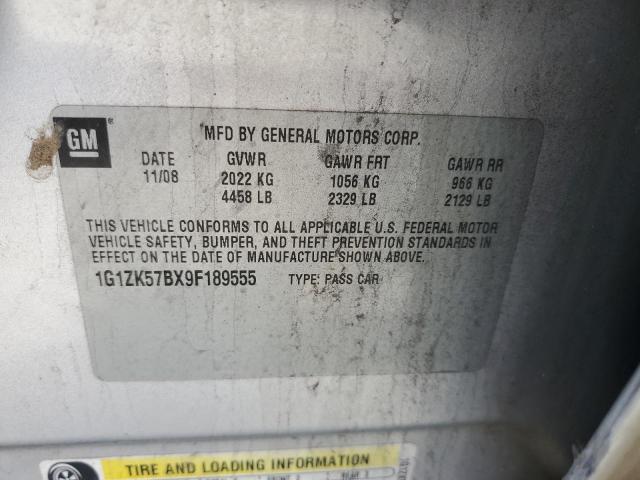 GM
MFD BY GENERAL MOTORS CORP.
DATE GVWR GAWR FRT GAWR RR
11/08 2022 KG 1056 KG 966 KG
4458 LB 2329 LB 2129 LB
THIS VEHICLE CONFORMS TO ALL APPLICABLE U.S. FEDERAL MOTOR
VEHICLE SAFETY, BUMPER, AND THEFT PREVENTION STANDARDS IN
EFFECT ON THE DATE OF MANUFACTURE SHOWN ABOVE.
1G1ZK57BX9F189555 TYPE: PASS CAR
TIRE AND LOADING INFORMATION